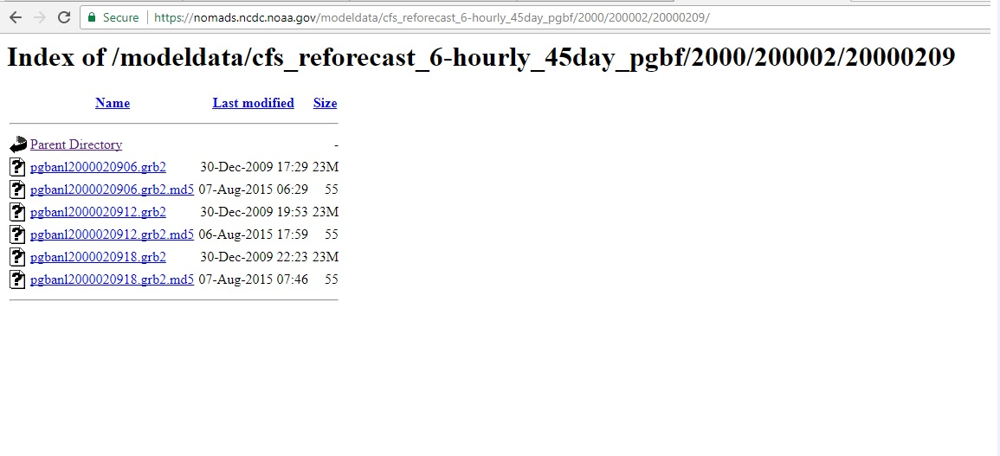 Secure https://nomads.ncdc.noaa.gov/modeldata/cfs_reforecast_6-hourly_45day_pgbf/2000/200002/20000209/
Index of /modeldata/cfs_reforecast_6-hourly_45day_pgbf/2000/200002/20000209
Name Last modified Size
Parent Directory -
pgbanl2000020906.grb2 30-Dec-2009 17:29 23M
pgbanl2000020906.grb2.md5 07-Aug-2015 06:29 55
pgbanl2000020912.grb2 30-Dec-2009 19:53 23M
pgbanl2000020912.grb2.md5 06-Aug-2015 17:59 55
pgbanl2000020918.grb2 30-Dec-2009 22:23 23M
pgbanl2000020918.grb2.md5 07-Aug-2015 07:46 55